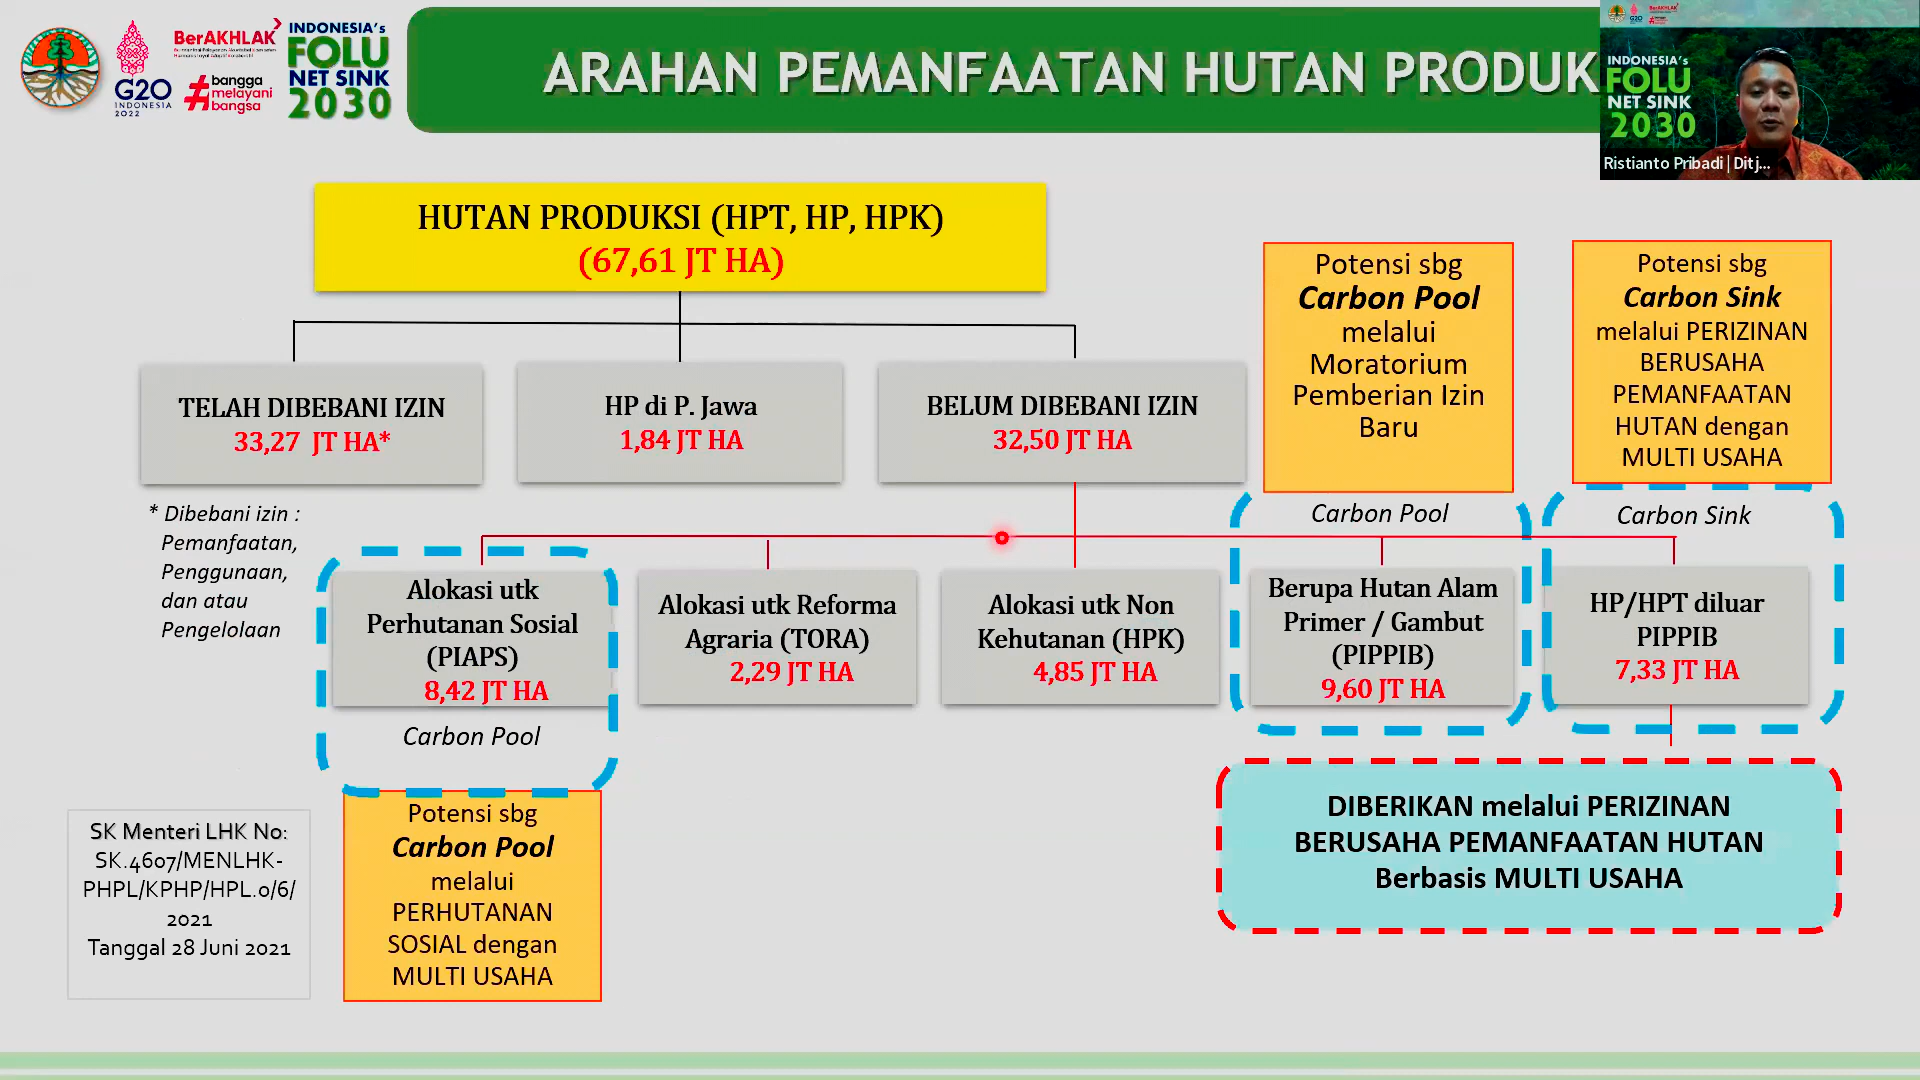 BerAKHLAK
G20
INDONESIA
2022
#bangga
melayani
bangsa
INDONESIA's
FOLU
NET SINK
2030
ARAHAN PEMANFAATAN HUTAN PRODUK
INDONESIA's
FOLU
NET SINK
2030
Ristianto Pribadi | Ditj...
HUTAN PRODUKSI (HPT, HP, HPK)
(67,61 JT HA)
TELAH DIBEBANI IZIN
33,27 JT HA*
HP di P. Jawa
1,84 JT HA
BELUM DIBEBANI IZIN
32,50 JT HA
Potensi sbg
Carbon Pool
melalui
Moratorium
Pemberian Izin
Baru
Potensi sbg
Carbon Sink
melalui PERIZINAN
BERUSAHA
PEMANFAATAN
HUTAN dengan
MULTI USAHA
* Dibebani izin :
Pemanfaatan,
Penggunaan,
dan atau
Pengelolaan
Carbon Pool
Carbon Sink
Alokasi utk
Perhutanan Sosial
(PIAPS)
8,42 JT HA
Carbon Pool
Alokasi utk Reforma
Agraria (TORA)
2,29 JT HA
Alokasi utk Non
Kehutanan (HPK)
4,85 JT HA
Berupa Hutan Alam
Primer / Gambut
(PIPPIB)
9,60 JT HA
HP/HPT diluar
PIPPIB
7,33 JT HA
SK Menteri LHK No:
SK.4607/MENLHK-
PHPL/KPHP/HPL.0/6/
2021
Tanggal 28 Juni 2021
Potensi sbg
Carbon Pool
melalui
PERHUTANAN
SOSIAL dengan
MULTI USAHA
DIBERIKAN melalui PERIZINAN
BERUSAHA PEMANFAATAN HUTAN
Berbasis MULTI USAHA